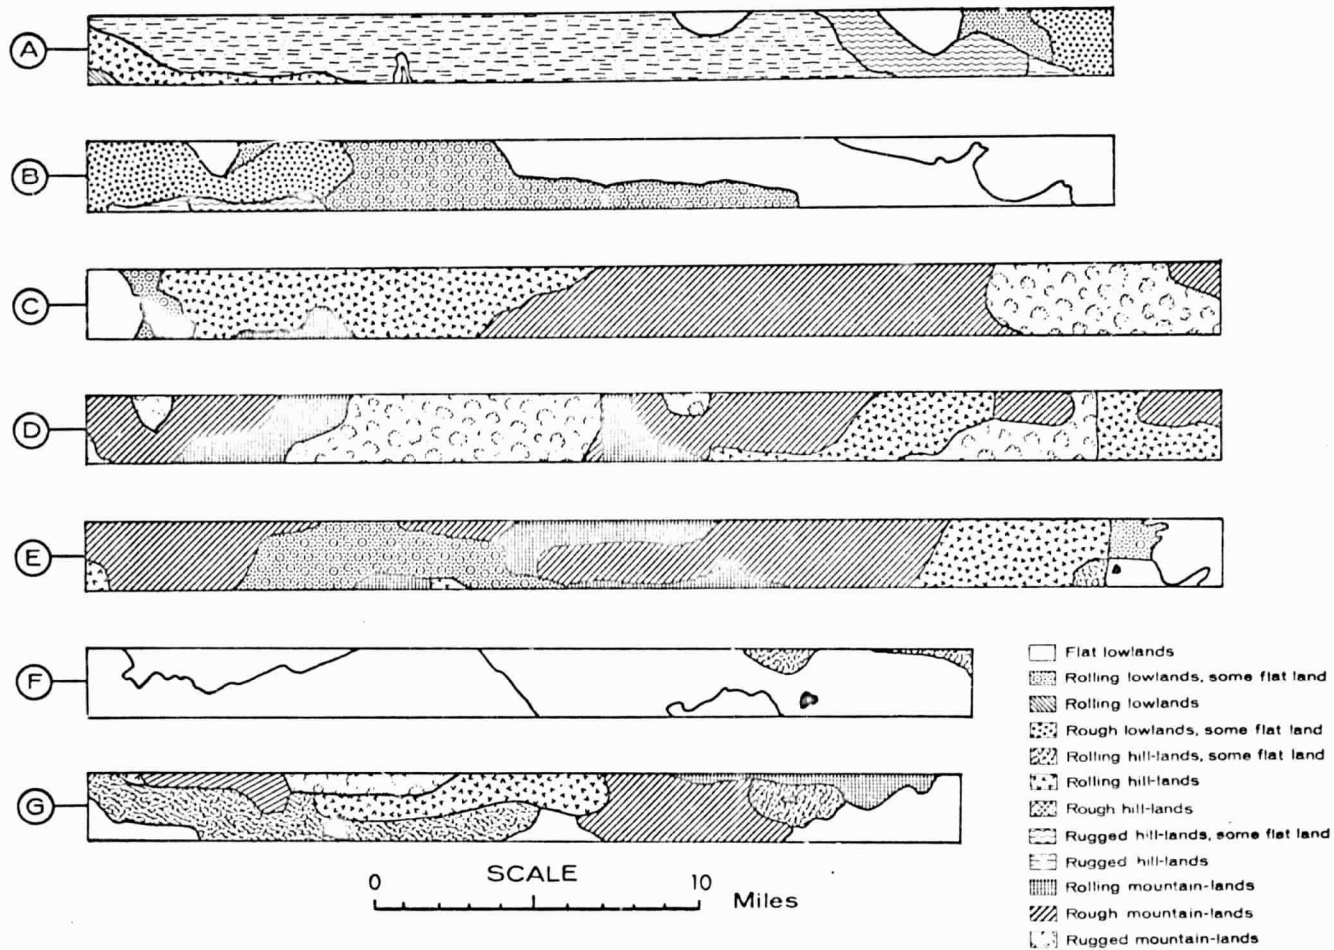 A
B
C
D
E
F
G
Flat lowlands
Rolling lowlands, some flat land
Rolling lowlands
Rough lowlands, some flat land
Rolling hill-lands, some flat land
Rolling hill-lands
Rough hill-lands
Rugged hill-lands, some flat land
Rugged hill-lands
Rolling mountain-lands
Rough mountain-lands
Rugged mountain-lands
SCALE
0 10
Miles